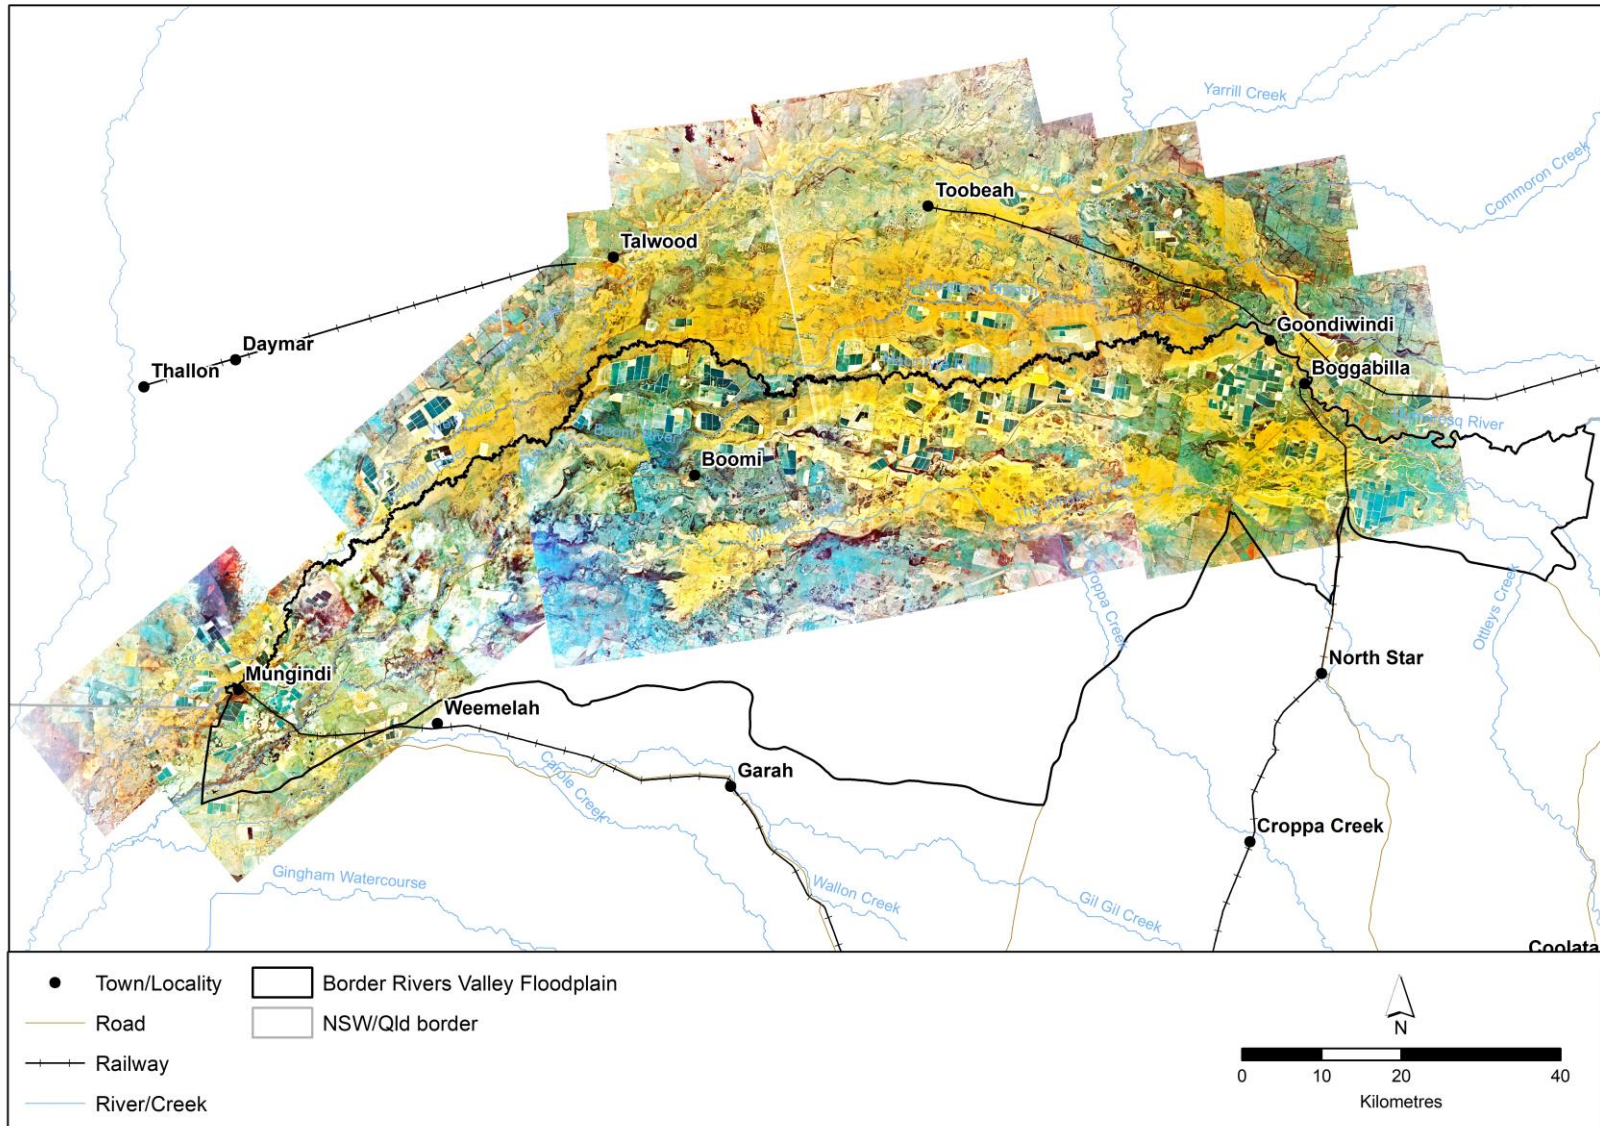 Yarrill Creek
Commoron Creek
Toobeah
Talwood
Goondiwindi
Daymar
Thallon
Boggabilla
River
Boomi River
Boomi
North Star
Croppa Creek
Ottleys Creek
Mungindi
Weemelah
Carole Creek
Garah
Croppa Creek
Gingham Watercourse
Wallon Creek
Gil Gil Creek
Coolata
Town/Locality
Border Rivers Valley Floodplain
Road
NSW/Qld border
Railway
River/Creek
N
0 10 20 40
Kilometres